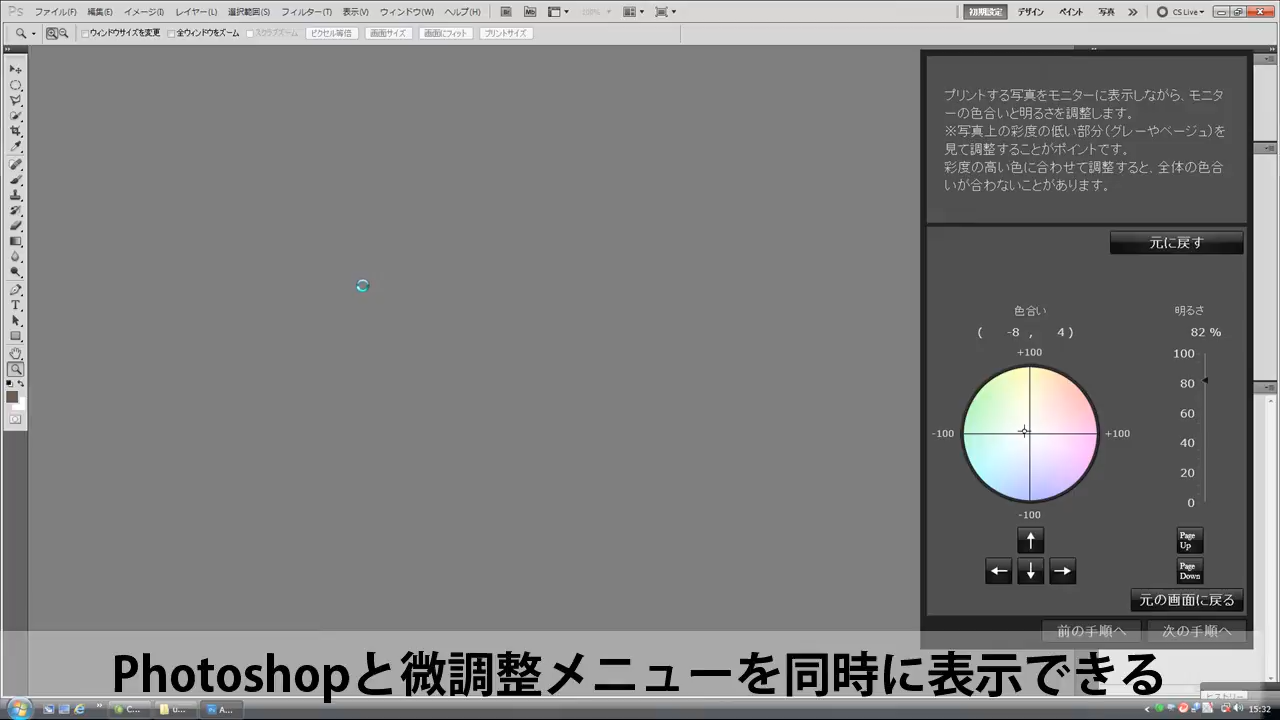 Ps ファイル(F) 編集(E) イメージ(I) レイヤー(L) 選択範囲(S) フィルター(T) 表示(V) ウィンドウ(W) ヘルプ(H)
初期設定 デザイン ペイント 写真 CS Live
ウィンドウサイズを変更 全ウィンドウをズーム スクラブズーム ピクセル等倍 画面サイズ 画面にフィット プリントサイズ
プリントする写真をモニターに表示しながら、モニタ
ーの色合いと明るさを調整します。
※写真上の彩度の低い部分(グレーやベージュ)を
見て調整することがポイントです。
彩度の高い色に合わせて調整すると、全体の色合
いが合わないことがあります。
元に戻す
色合い 明るさ
( -8 , 4 ) 82 %
+100
100
80
60
-100 +100
40
20
0
-100
Page
Up
Page
Down
元の画面に戻る
前の手順へ 次の手順へ
Photoshopと微調整メニューを同時に表示できる
ヒストリー
C...
u...
A...
15:32